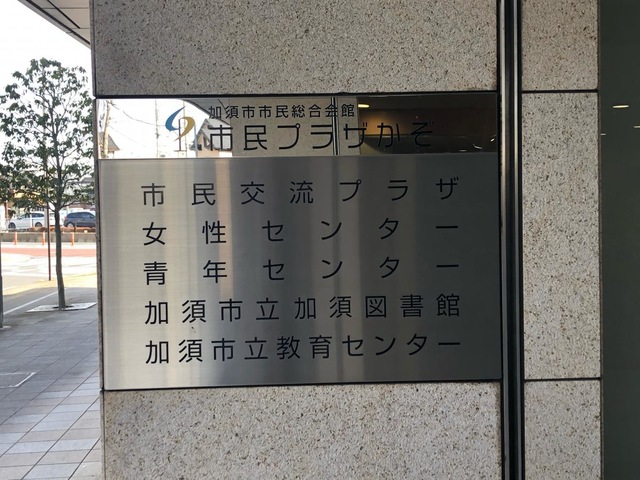 加須市市民総合会館
市民プラザかぞ
市民交流プラザ
女性センター
青年センター
加須市立加須図書館
加須市立教育センター